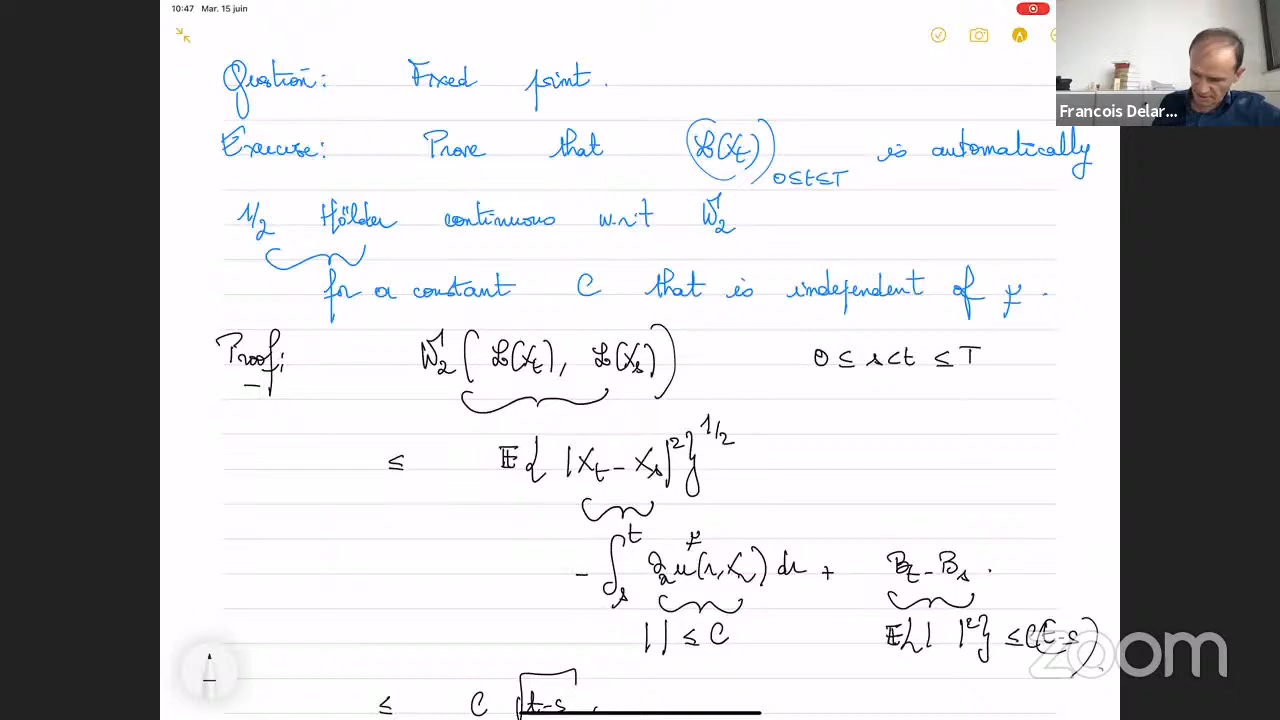 10:47 Mar. 15 juin
Question: Fixed point.
Francois Delar...
Exercise: Prove that (L(X_t))_{0≤t≤T} is automatically
1/2 Hölder continuous w.r.t W_2
for a constant C that is independent of μ.
Proof: W_2(L(X_t), L(X_s)) 0 ≤ s<t ≤ T
≤ E{ |X_t - X_s|^2 }^{1/2}
- ∫_s^t ∂_x u^μ(r, X_r) dr + B_t - B_s.
| | ≤ C E{| |^2} ≤ C(t-s)
zoom
≤ C √(t-s).